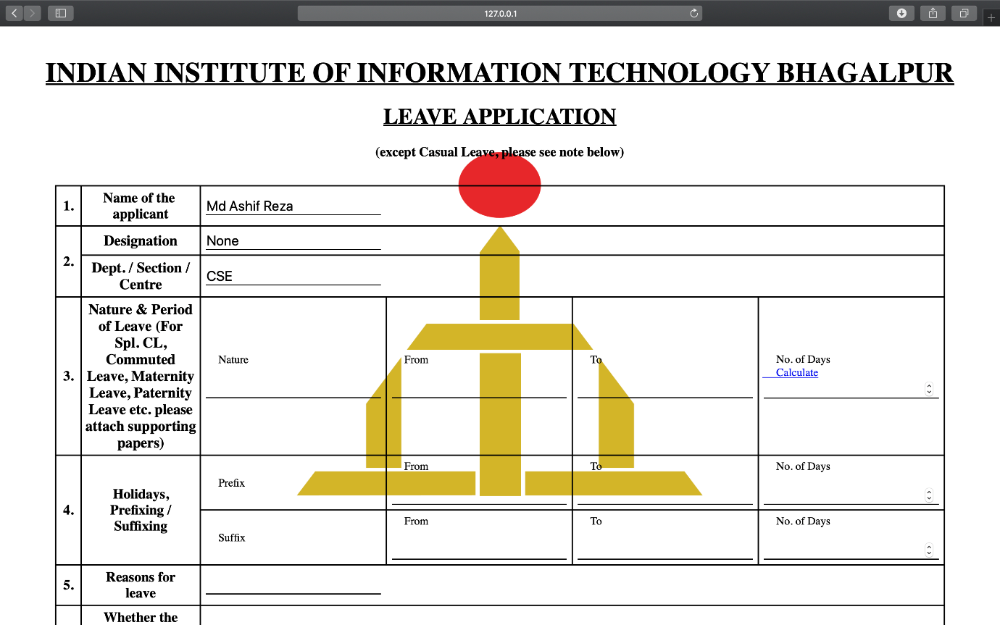 127.0.0.1
INDIAN INSTITUTE OF INFORMATION TECHNOLOGY BHAGALPUR
LEAVE APPLICATION
(except Casual Leave, please see note below)
1.
Name of the
applicant
Md Ashif Reza
2.
Designation
None
Dept. / Section /
Centre
CSE
3.
Nature & Period
of Leave (For
Spl. CL,
Commuted
Leave, Maternity
Leave, Paternity
Leave etc. please
attach supporting
papers)
Nature
From
To
No. of Days
Calculate
4.
Holidays,
Prefixing /
Suffixing
Prefix
From
To
No. of Days
Suffix
From
To
No. of Days
5.
Reasons for
leave
Whether the